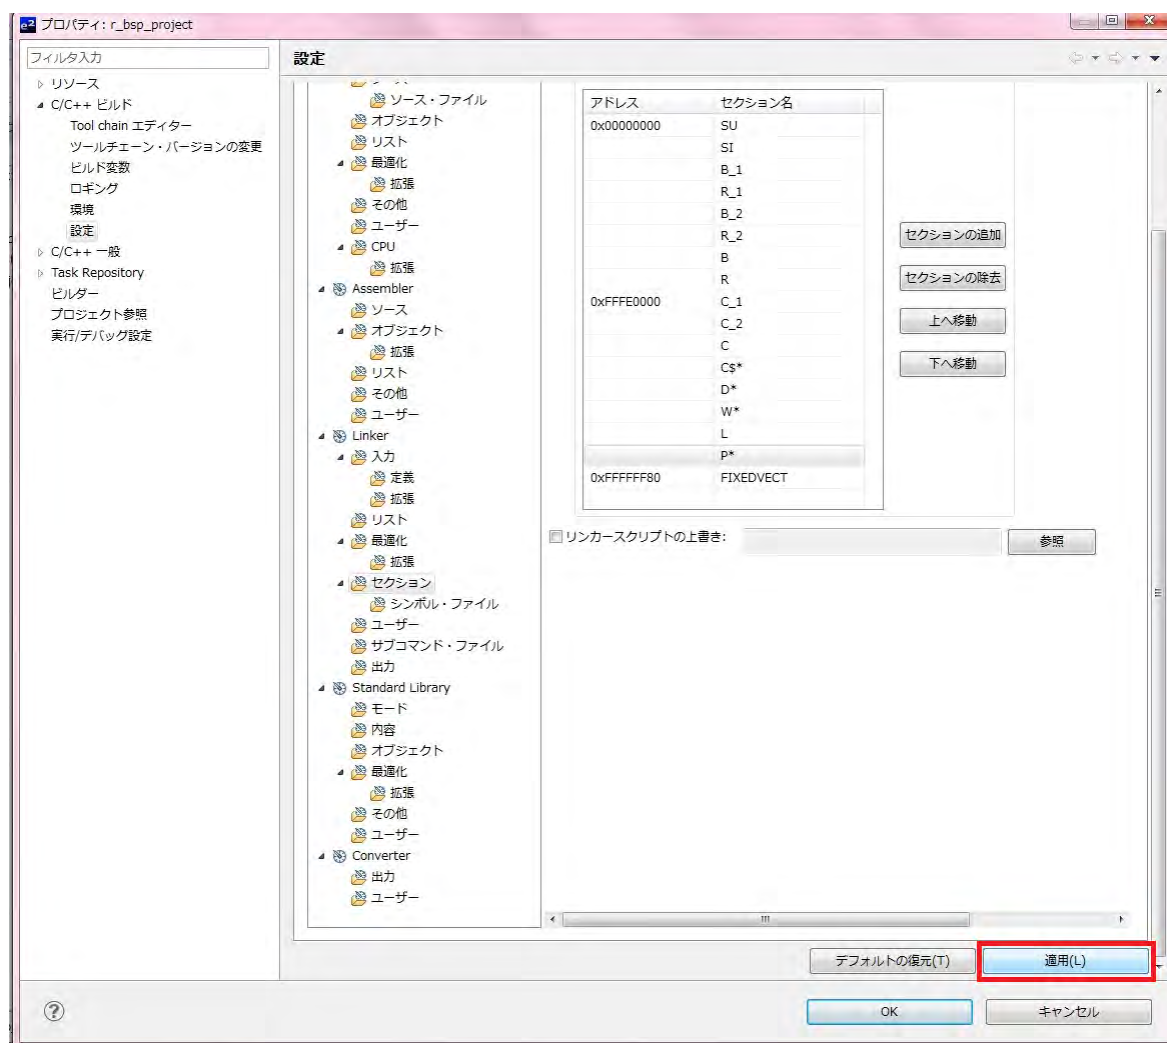 e2 プロパティ: r_bsp_project
フィルタ入力
リソース
C/C++ ビルド
Tool chain エディター
ツールチェーン・バージョンの変更
ビルド変数
ロギング
環境
設定
C/C++ 一般
Task Repository
ビルダー
プロジェクト参照
実行/デバッグ設定
設定
ソース・ファイル
オブジェクト
リスト
最適化
拡張
その他
ユーザー
CPU
拡張
Assembler
ソース
オブジェクト
拡張
リスト
その他
ユーザー
Linker
入力
定義
拡張
リスト
最適化
拡張
セクション
シンボル・ファイル
ユーザー
サブコマンド・ファイル
出力
Standard Library
モード
内容
オブジェクト
最適化
拡張
その他
ユーザー
Converter
出力
ユーザー
アドレス セクション名
0x00000000 SU
SI
B_1
R_1
B_2
R_2
B
R
0xFFFE0000 C_1
C_2
C
C$*
D*
W*
L
P*
0xFFFFFF80 FIXEDVECT
セクションの追加
セクションの除去
上へ移動
下へ移動
リンカースクリプトの上書き:
参照
デフォルトの復元(T)
適用(L)
?
OK
キャンセル